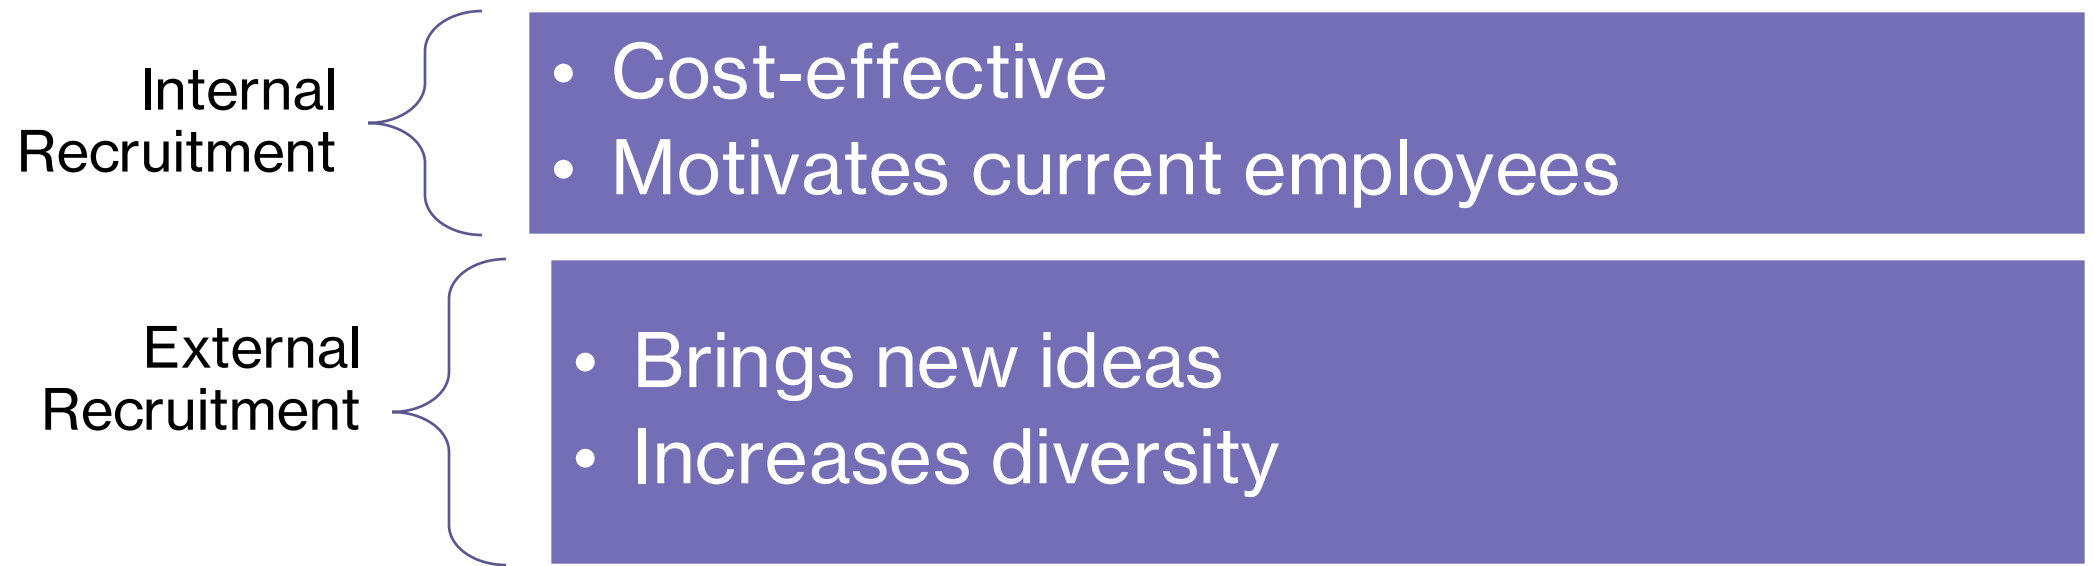 Internal
Recruitment
• Cost-effective
• Motivates current employees
External
Recruitment
• Brings new ideas
• Increases diversity